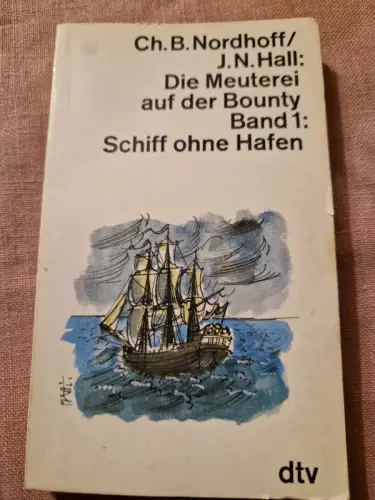 Ch.B.Nordhoff/
J.N.Hall:
Die Meuterei
auf der Bounty
Band 1:
Schiff ohne Hafen
dtv